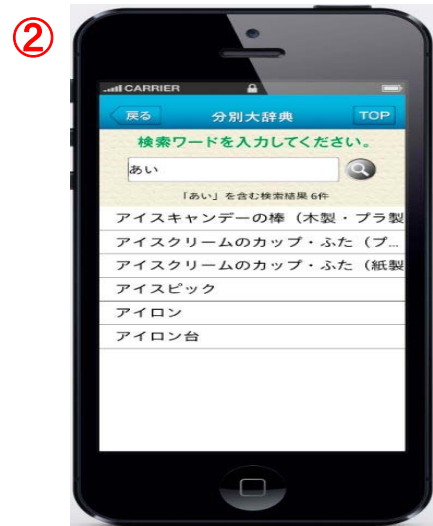 ②
CARRIER
戻る 分別大辞典 TOP
検索ワードを入力してください。
あい
「あい」を含む検索結果 6件
アイスキャンデーの棒（木製・プラ製
アイスクリームのカップ・ふた（プ...
アイスクリームのカップ・ふた（紙製
アイスピック
アイロン
アイロン台